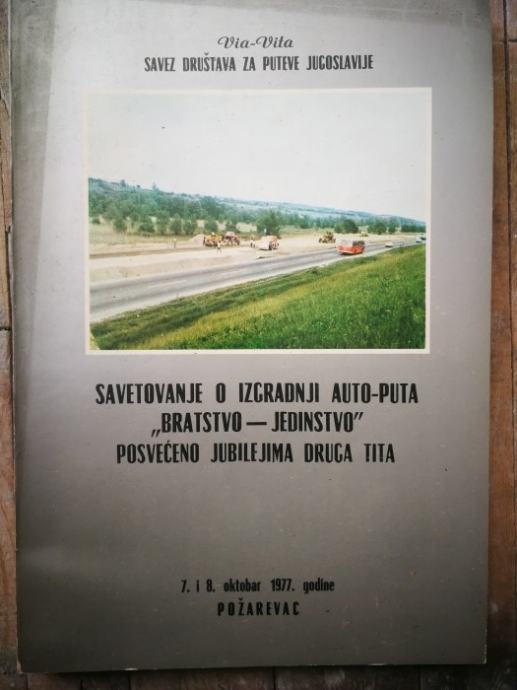 Via-Vita
SAVEZ DRUŠTAVA ZA PUTEVE JUGOSLAVIJE
SAVETOVANJE O IZGRADNJI AUTO-PUTA
„BRATSTVO — JEDINSTVO”
POSVEĆENO JUBILEJIMA DRUGA TITA
7. i 8. oktobar 1977. godine
POŽAREVAC